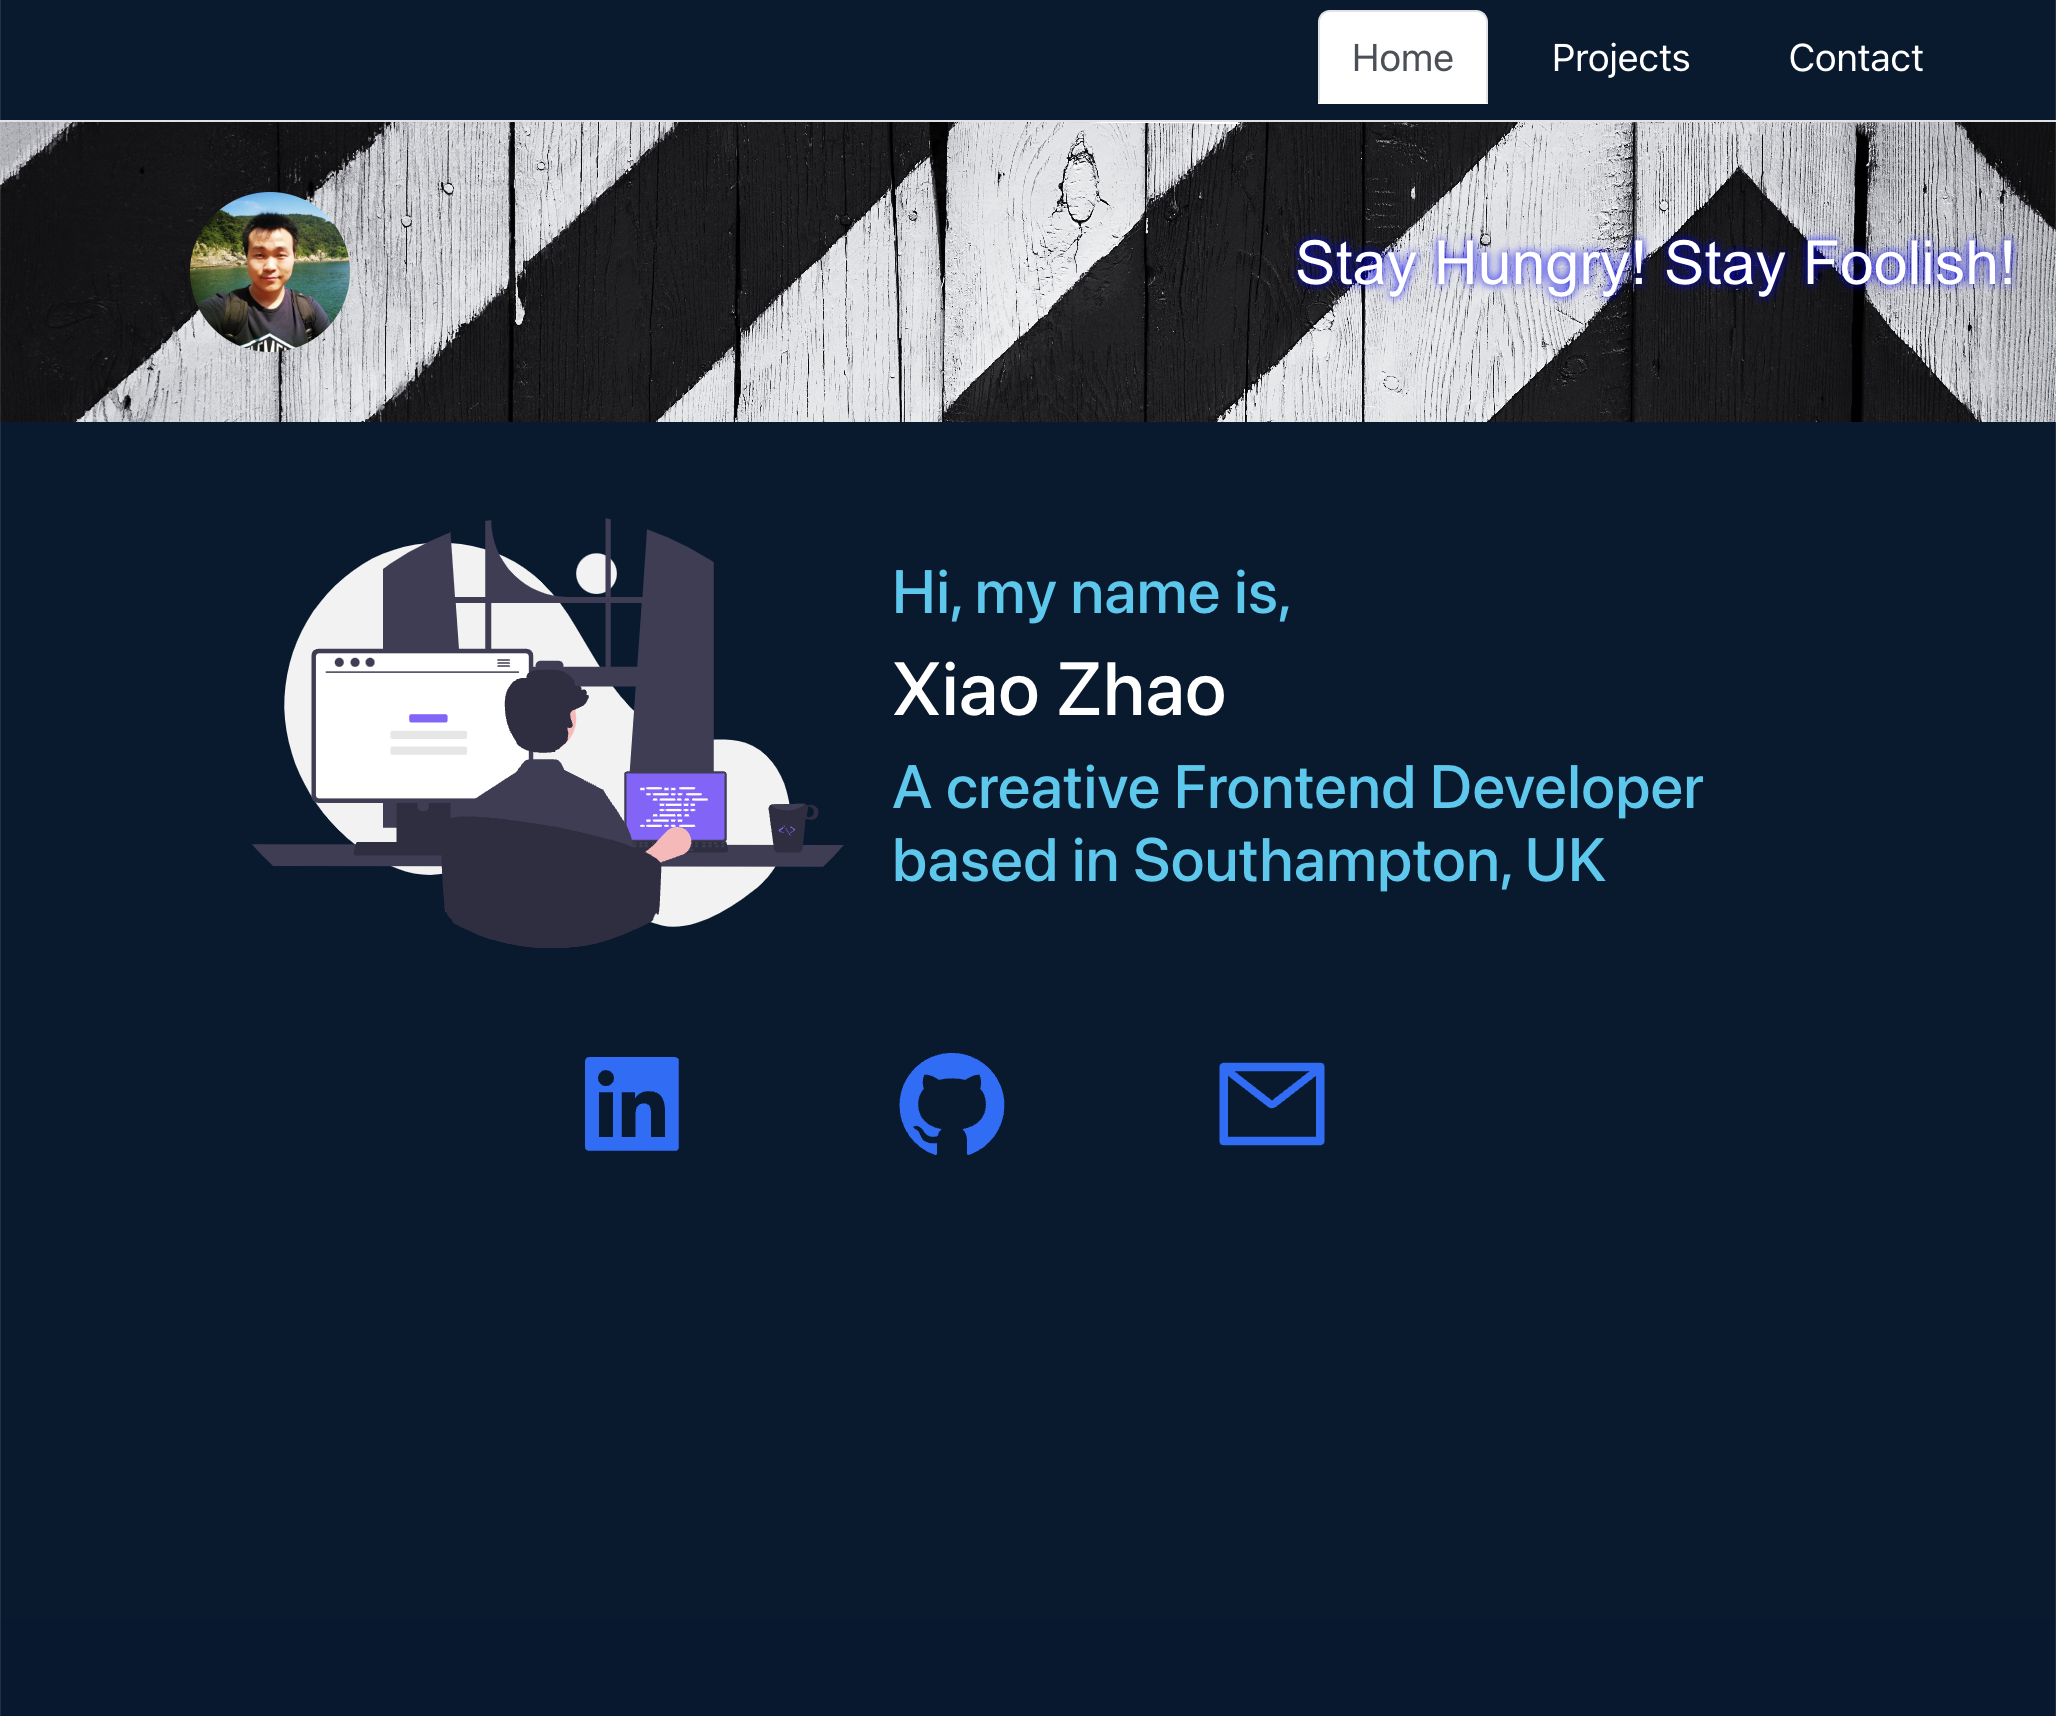 Home Projects Contact
Stay Hungry! Stay Foolish!
Hi, my name is,
Xiao Zhao
A creative Frontend Developer
based in Southampton, UK
in